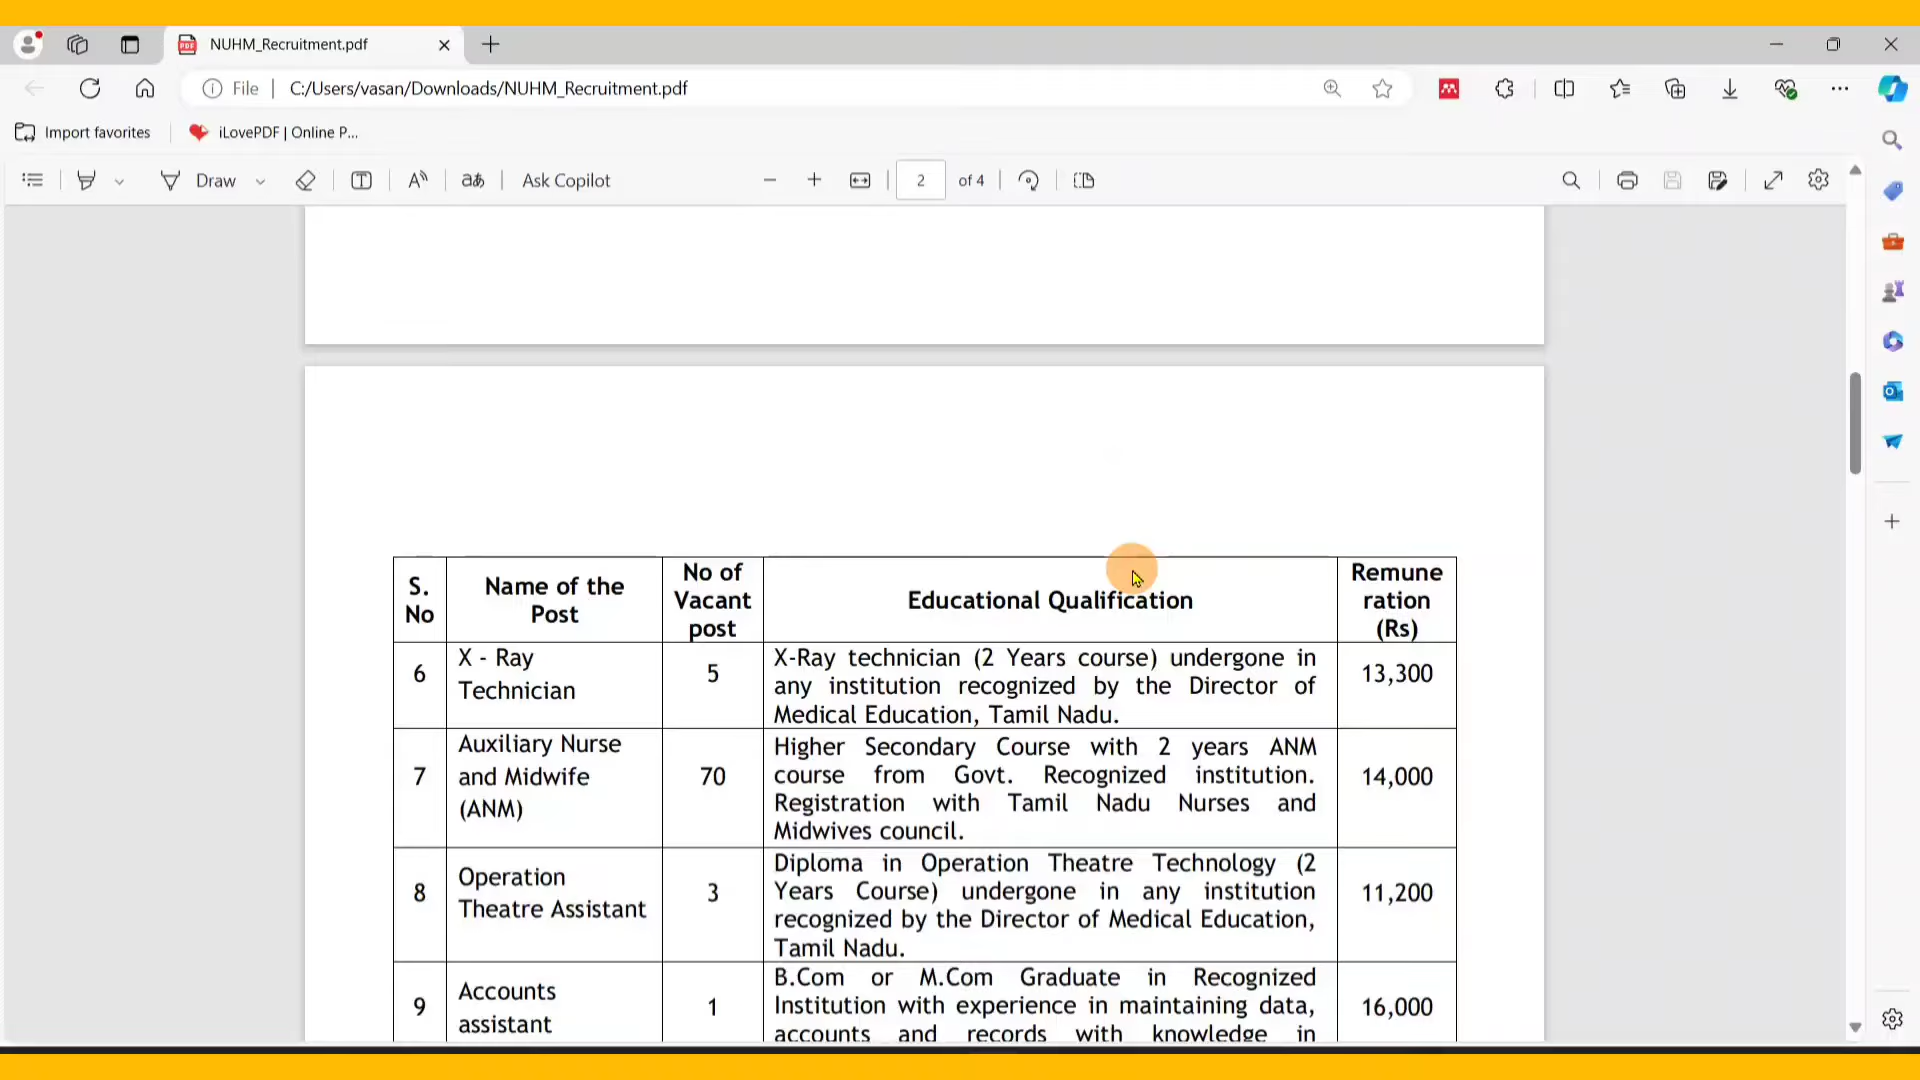 NUHM_Recruitment.pdf
File
C:/Users/vasan/Downloads/NUHM_Recruitment.pdf
Import favorites
iLovePDF | Online P...
Draw
aあ
Ask Copilot
2
of 4
S. No
Name of the Post
No of Vacant post
Educational Qualification
Remune ration (Rs)
6
X - Ray
Technician
5
X-Ray technician (2 Years course) undergone in
any institution recognized by the Director of
Medical Education, Tamil Nadu.
13,300
7
Auxiliary Nurse
and Midwife
(ANM)
70
Higher Secondary Course with 2 years ANM
course from Govt. Recognized institution.
Registration with Tamil Nadu Nurses and
Midwives council.
14,000
8
Operation
Theatre Assistant
3
Diploma in Operation Theatre Technology (2
Years Course) undergone in any institution
recognized by the Director of Medical Education,
Tamil Nadu.
11,200
9
Accounts
assistant
1
B.Com or M.Com Graduate in Recognized
Institution with experience in maintaining data,
accounts and records with knowledge in
16,000